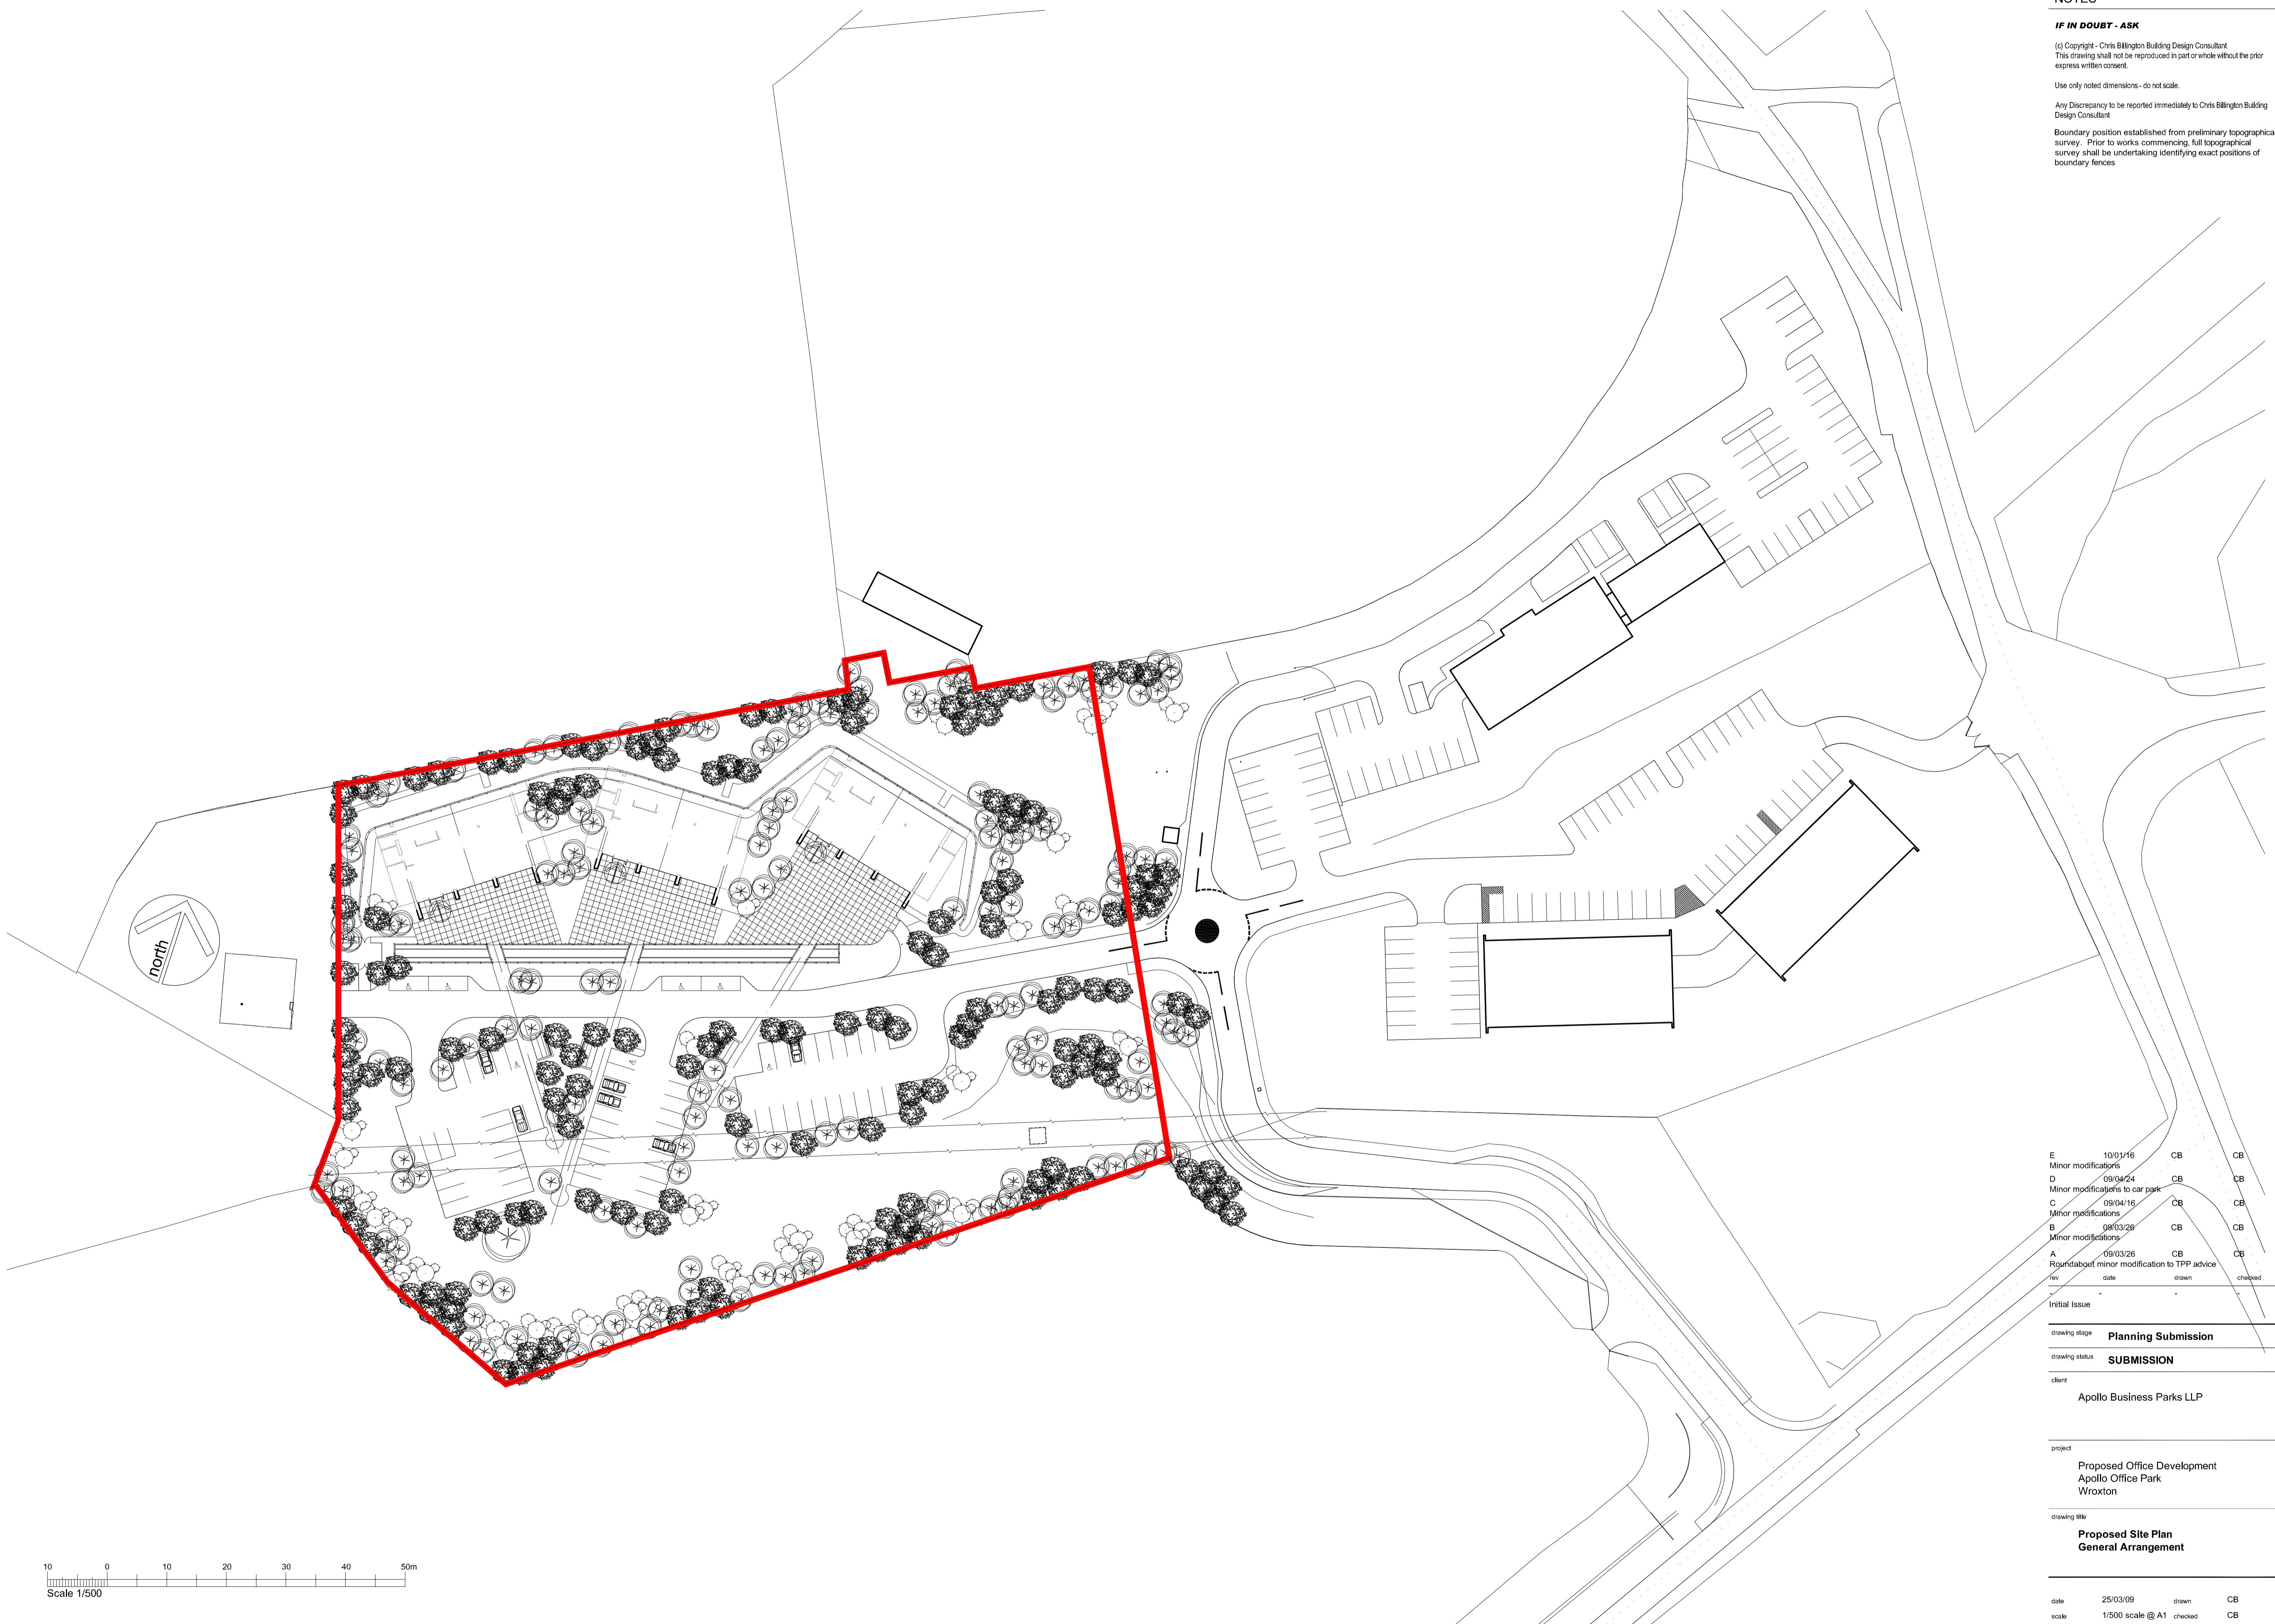 NOTES
IF IN DOUBT - ASK
(c) Copyright - Chris Billington Building Design Consultant
This drawing shall not be reproduced in part or whole without the prior
express written consent.
Use only noted dimensions - do not scale.
Any Discrepancy to be reported immediately to Chris Billington Building
Design Consultant
Boundary position established from preliminary topographica
survey. Prior to works commencing, full topographical
survey shall be undertaking identifying exact positions of
boundary fences
north
E 10/01/16 CB CB
Minor modifications
D 09/04/24 CB CB
Minor modifications to car park
C 09/04/16 CB CB
Minor modifications
B 09/03/26 CB CB
Minor modifications
A 09/03/26 CB CB
Roundabout minor modification to TPP advice
rev date drawn checked
- - - -
Initial Issue
drawing stage Planning Submission
drawing status SUBMISSION
client
Apollo Business Parks LLP
project
Proposed Office Development
Apollo Office Park
Wroxton
drawing title
Proposed Site Plan
General Arrangement
date 25/03/09 drawn CB
scale 1/500 scale @ A1 checked CB
10 0 10 20 30 40 50m
Scale 1/500